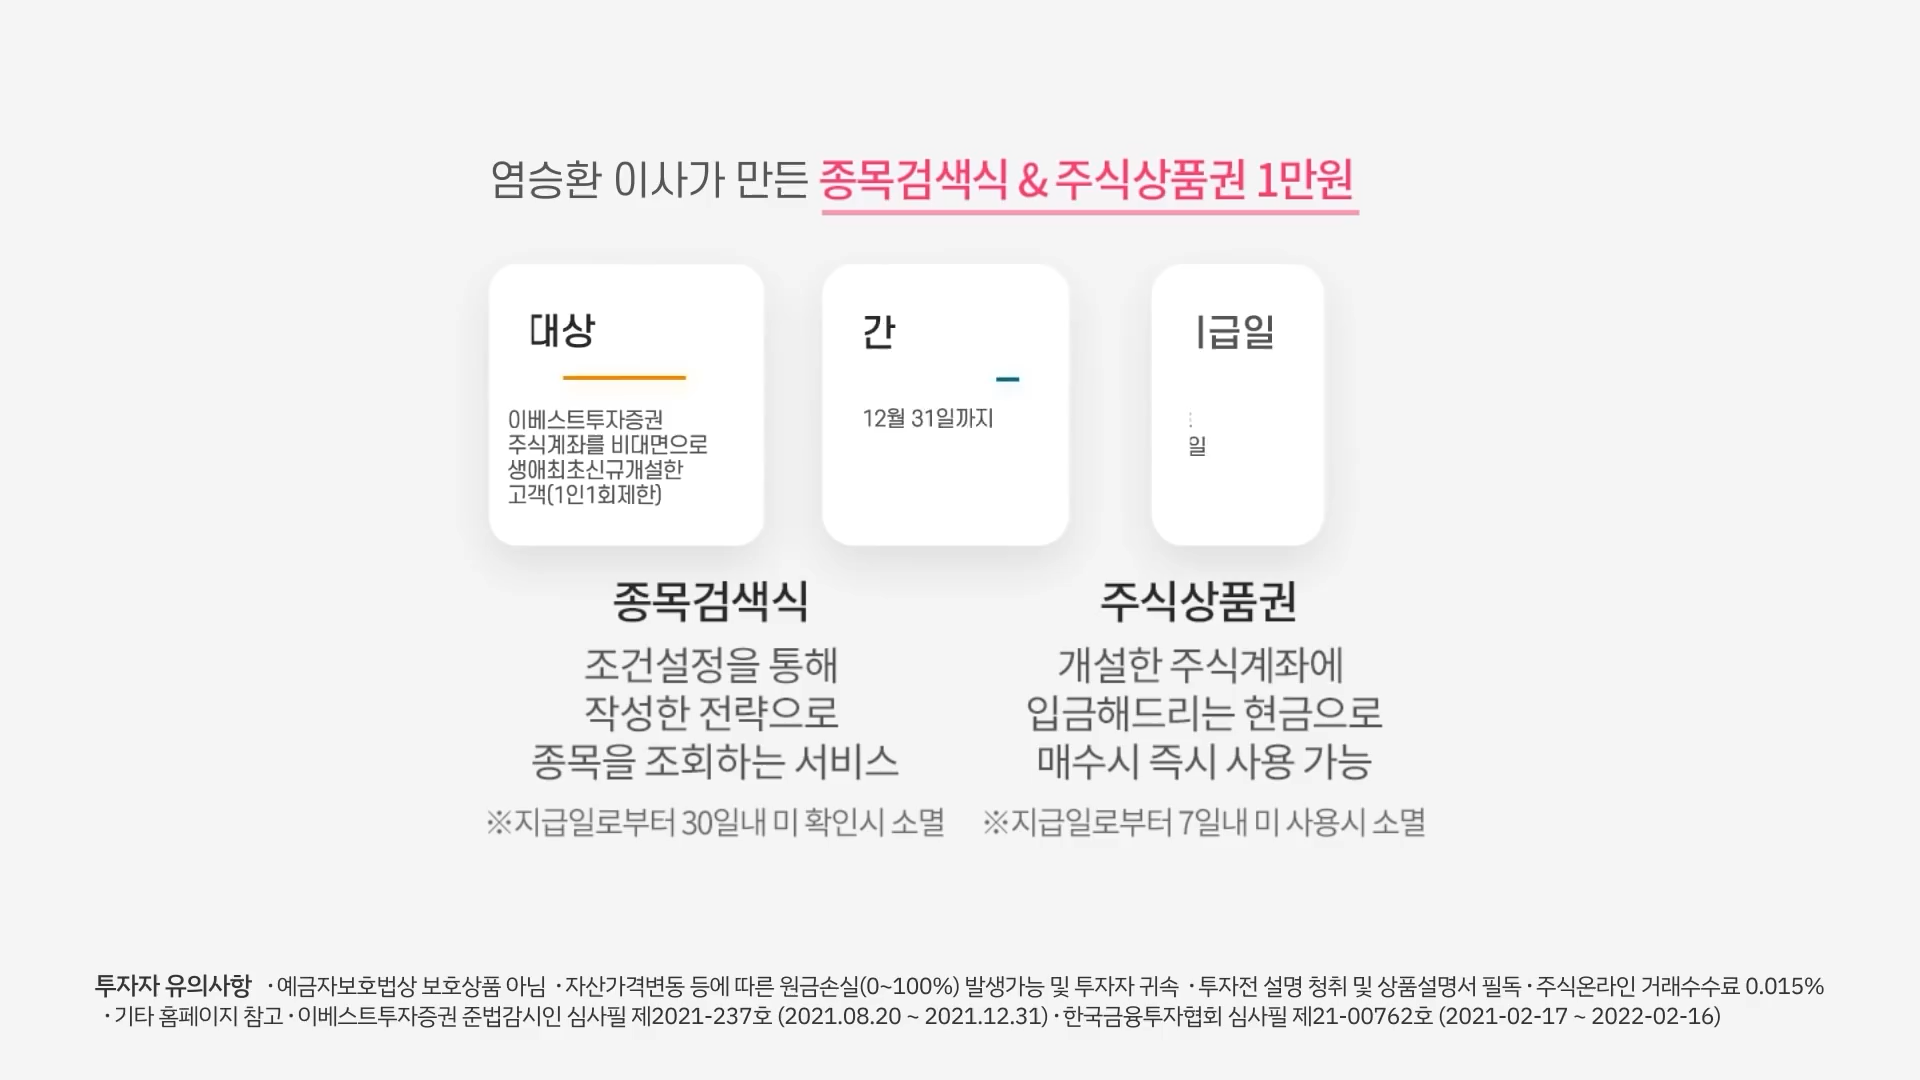 염승환 이사가 만든 종목검색식 & 주식상품권 1만원
대상
이베스트투자증권
주식계좌를 비대면으로
생애최초신규개설한
고객(1인1회제한)
간
12월 31일까지
급일
일
종목검색식
조건설정을 통해
작성한 전략으로
종목을 조회하는 서비스
※지급일로부터 30일내 미 확인시 소멸
주식상품권
개설한 주식계좌에
입금해드리는 현금으로
매수시 즉시 사용 가능
※지급일로부터 7일내 미 사용시 소멸
투자자 유의사항 ·예금자보호법상 보호상품 아님 ·자산가격변동 등에 따른 원금손실(0~100%) 발생가능 및 투자자 귀속 ·투자전 설명 청취 및 상품설명서 필독·주식온라인 거래수수료 0.015%
·기타 홈페이지 참고·이베스트투자증권 준법감시인 심사필 제2021-237호 (2021.08.20 ~ 2021.12.31)·한국금융투자협회 심사필 제21-00762호 (2021-02-17 ~ 2022-02-16)